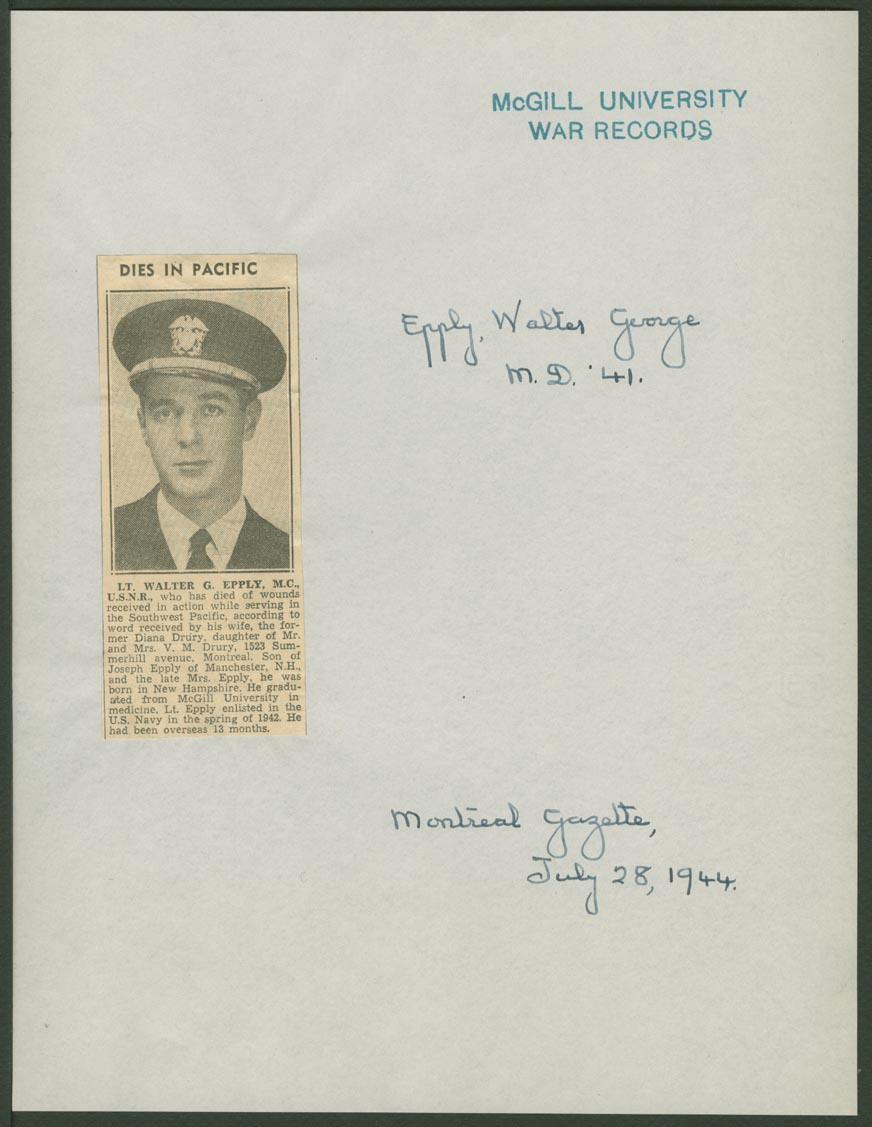 McGILL UNIVERSITY
WAR RECORDS
DIES IN PACIFIC
Epply, Walter George
M.D. '41.
LT. WALTER G. EPPLY, M.C.,
U.S.N.R., who has died of wounds
received in action while serving in
the Southwest Pacific, according to
word received by his wife, the for-
mer Diana Drury, daughter of Mr.
and Mrs. V. M. Drury, 1523 Sum-
merhill avenue, Montreal. Son of
Joseph Epply of Manchester, N.H.,
and the late Mrs. Epply, he was
born in New Hampshire. He gradu-
ated from McGill University in
medicine. Lt. Epply enlisted in the
U.S. Navy in the spring of 1942. He
had been overseas 13 months.
Montreal Gazette,
July 28, 1944.